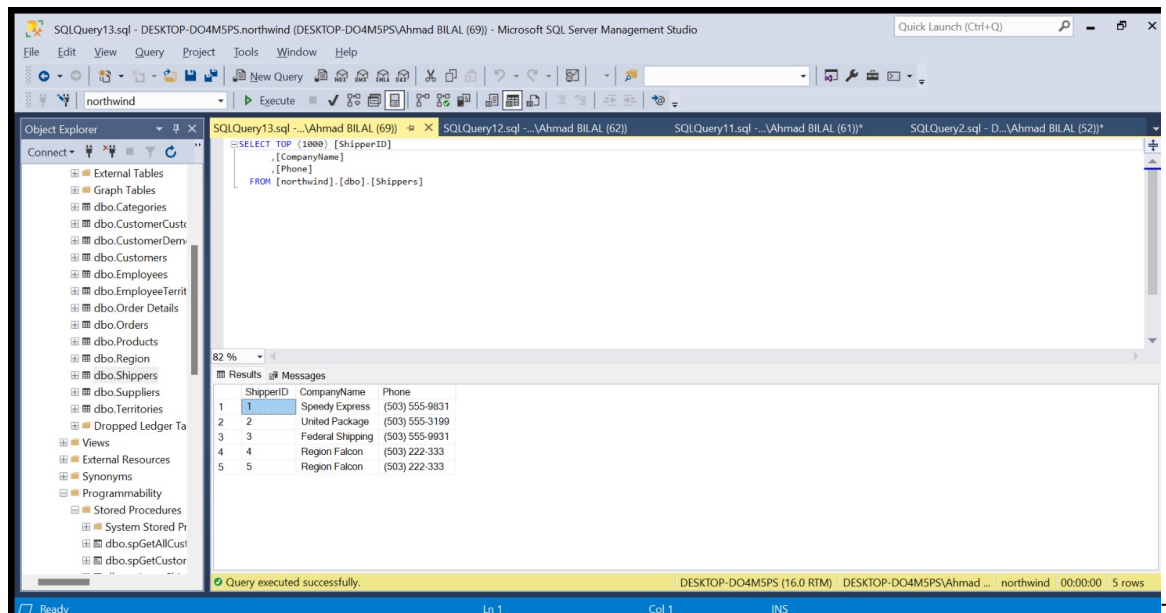 SQLQuery13.sql - DESKTOP-DO4M5PS.northwind (DESKTOP-DO4M5PS\Ahmad BILAL (69)) - Microsoft SQL Server Management Studio
Quick Launch (Ctrl+Q)
File Edit View Query Project Tools Window Help
New Query
northwind Execute
Object Explorer
SQLQuery13.sql -...\Ahmad BILAL (69)) SQLQuery12.sql -...\Ahmad BILAL (62)) SQLQuery11.sql -...\Ahmad BILAL (61))* SQLQuery2.sql - D...\Ahmad BILAL (52))*
Connect
External Tables
Graph Tables
dbo.Categories
dbo.CustomerCusto
dbo.CustomerDem
dbo.Customers
dbo.Employees
dbo.EmployeeTerrit
dbo.Order Details
dbo.Orders
dbo.Products
dbo.Region
dbo.Shippers
dbo.Suppliers
dbo.Territories
Dropped Ledger Ta
Views
External Resources
Synonyms
Programmability
Stored Procedures
System Stored Pr
dbo.spGetAllCust
dbo.spGetCustor
SELECT TOP (1000) [ShipperID]
,[CompanyName]
,[Phone]
FROM [northwind].[dbo].[Shippers]
82 %
Results Messages
ShipperID CompanyName Phone
1 1 Speedy Express (503) 555-9831
2 2 United Package (503) 555-3199
3 3 Federal Shipping (503) 555-9931
4 4 Region Falcon (503) 222-333
5 5 Region Falcon (503) 222-333
Query executed successfully. DESKTOP-DO4M5PS (16.0 RTM) DESKTOP-DO4M5PS\Ahmad ... northwind 00:00:00 5 rows
Ready Ln 1 Col 1 INS